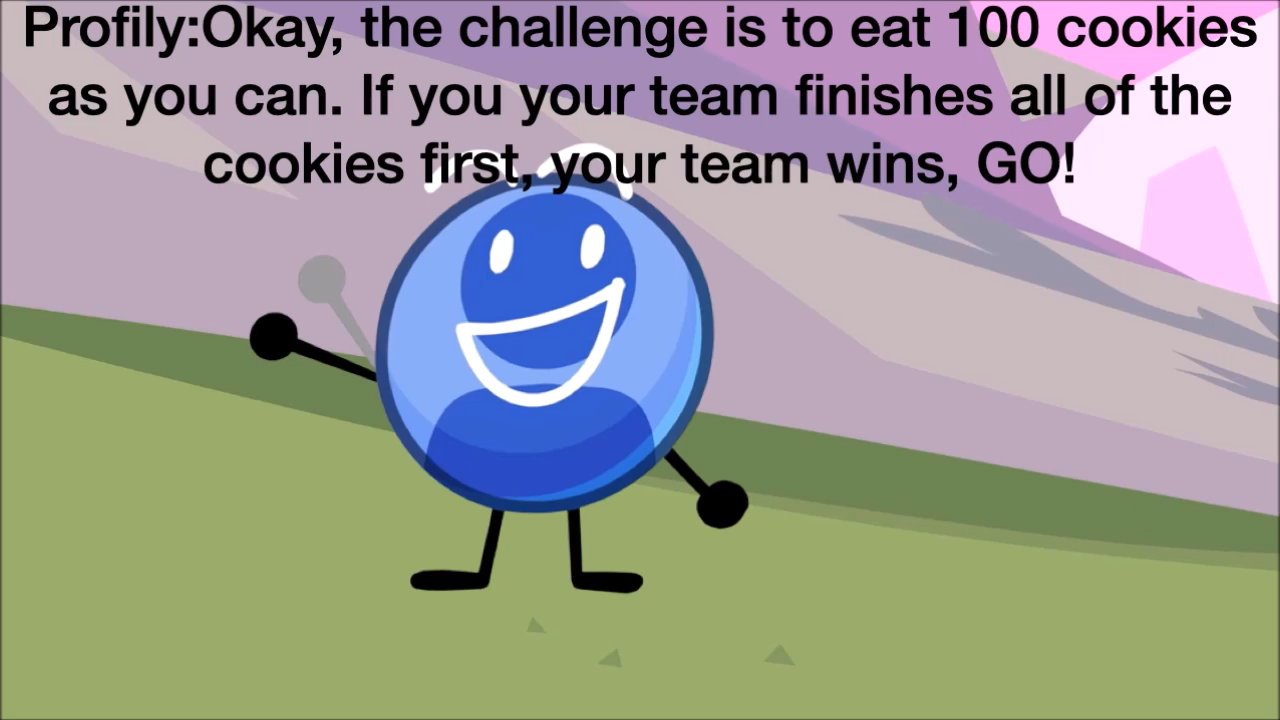 Profily:Okay, the challenge is to eat 100 cookies
as you can. If you your team finishes all of the
cookies first, your team wins, GO!